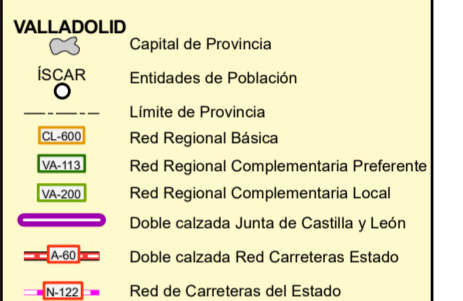 VALLADOLID
Capital de Provincia
ÍSCAR
Entidades de Población
Límite de Provincia
CL-600 Red Regional Básica
VA-113 Red Regional Complementaria Preferente
VA-200 Red Regional Complementaria Local
Doble calzada Junta de Castilla y León
A-60 Doble calzada Red Carreteras Estado
N-122 Red de Carreteras del Estado